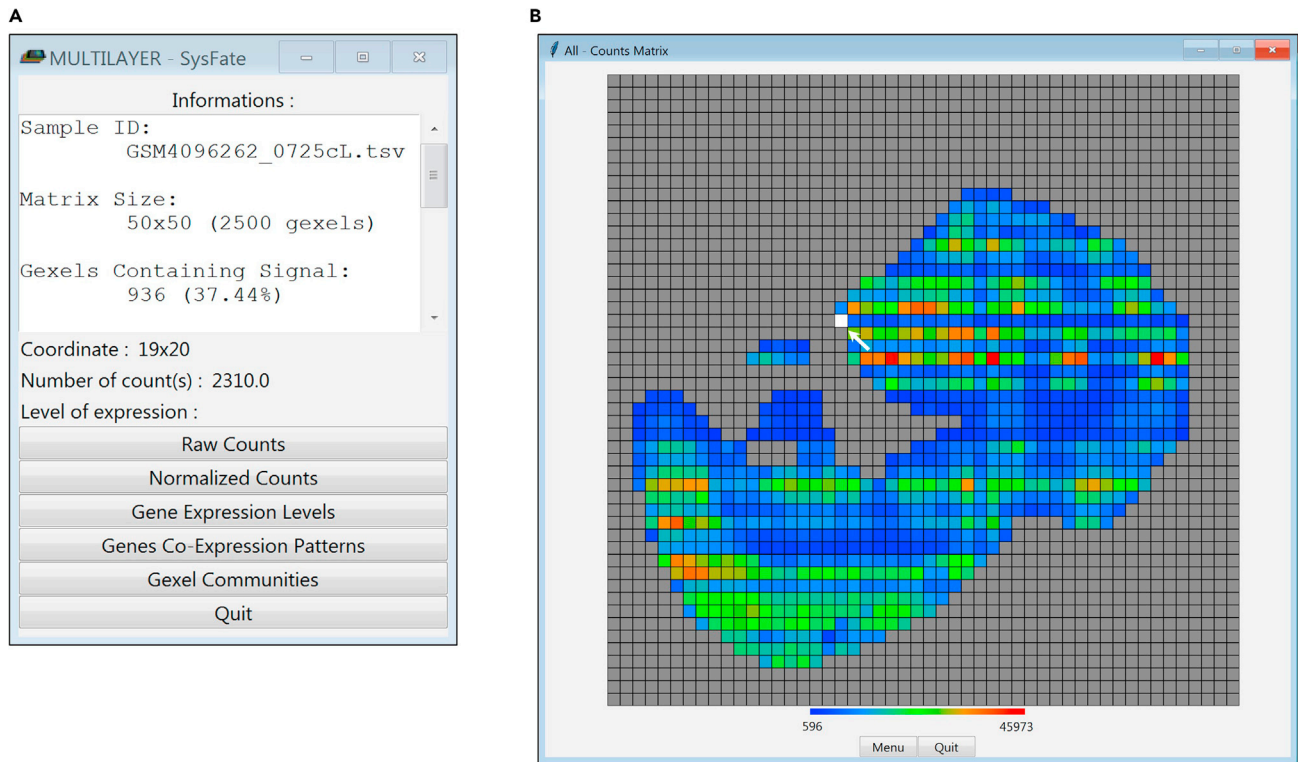 A
MULTILAYER - SysFate
Informations :
Sample ID:
GSM4096262_0725cL.tsv
Matrix Size:
50x50 (2500 gexels)
Gexels Containing Signal:
936 (37.44%)
Coordinate : 19x20
Number of count(s) : 2310.0
Level of expression :
Raw Counts
Normalized Counts
Gene Expression Levels
Genes Co-Expression Patterns
Gexel Communities
Quit
B
All - Counts Matrix
596 45973
Menu Quit